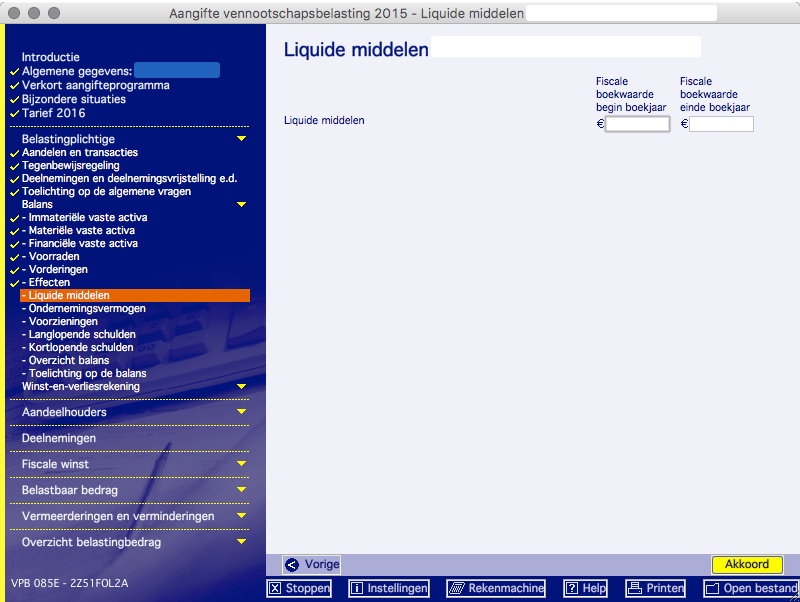 Aangifte vennootschapsbelasting 2015 - Liquide middelen
Introductie
Algemene gegevens:
Verkort aangifteprogramma
Bijzondere situaties
Tarief 2016
Belastingplichtige
Aandelen en transacties
Tegenbewijsregeling
Deelnemingen en deelnemingsvrijstelling e.d.
Toelichting op de algemene vragen
Balans
- Immateriële vaste activa
- Materiële vaste activa
- Financiële vaste activa
- Voorraden
- Vorderingen
- Effecten
- Liquide middelen
- Ondernemingsvermogen
- Voorzieningen
- Langlopende schulden
- Kortlopende schulden
- Overzicht balans
- Toelichting op de balans
Winst-en-verliesrekening
Aandeelhouders
Deelnemingen
Fiscale winst
Belastbaar bedrag
Vermeerderingen en verminderingen
Overzicht belastingbedrag
VPB 085E - 2Z51FOL2A
Liquide middelen
Fiscale boekwaarde begin boekjaar
Fiscale boekwaarde einde boekjaar
Liquide middelen € €
Vorige
Akkoord
Stoppen
Instellingen
Rekenmachine
Help
Printen
Open bestand